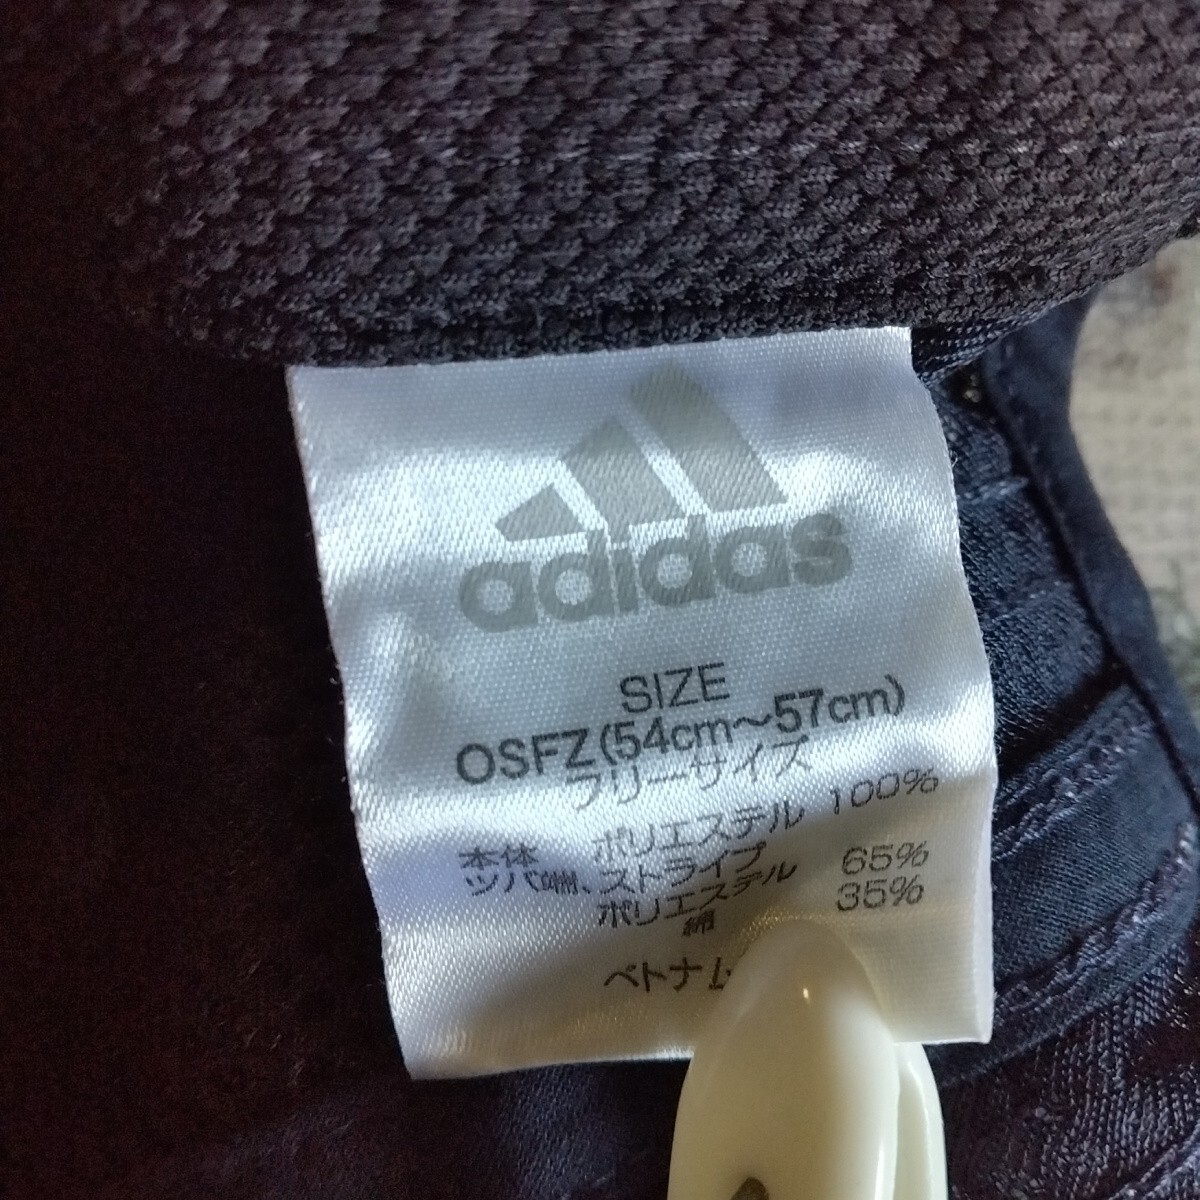 adidas
SIZE
OSFZ(54cm～57cm)
フリーサイズ
本体 ポリエステル 100%
ツバ端、ストライプ
ポリエステル 65%
綿 35%
ベトナム